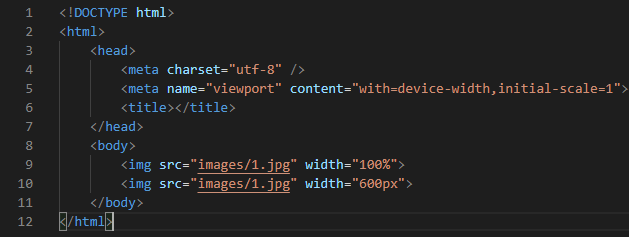 1 <!DOCTYPE html>
2 <html>
3 <head>
4 <meta charset="utf-8" />
5 <meta name="viewport" content="with=device-width,initial-scale=1">
6 <title></title>
7 </head>
8 <body>
9 <img src="images/1.jpg" width="100%">
10 <img src="images/1.jpg" width="600px">
11 </body>
12 </html>